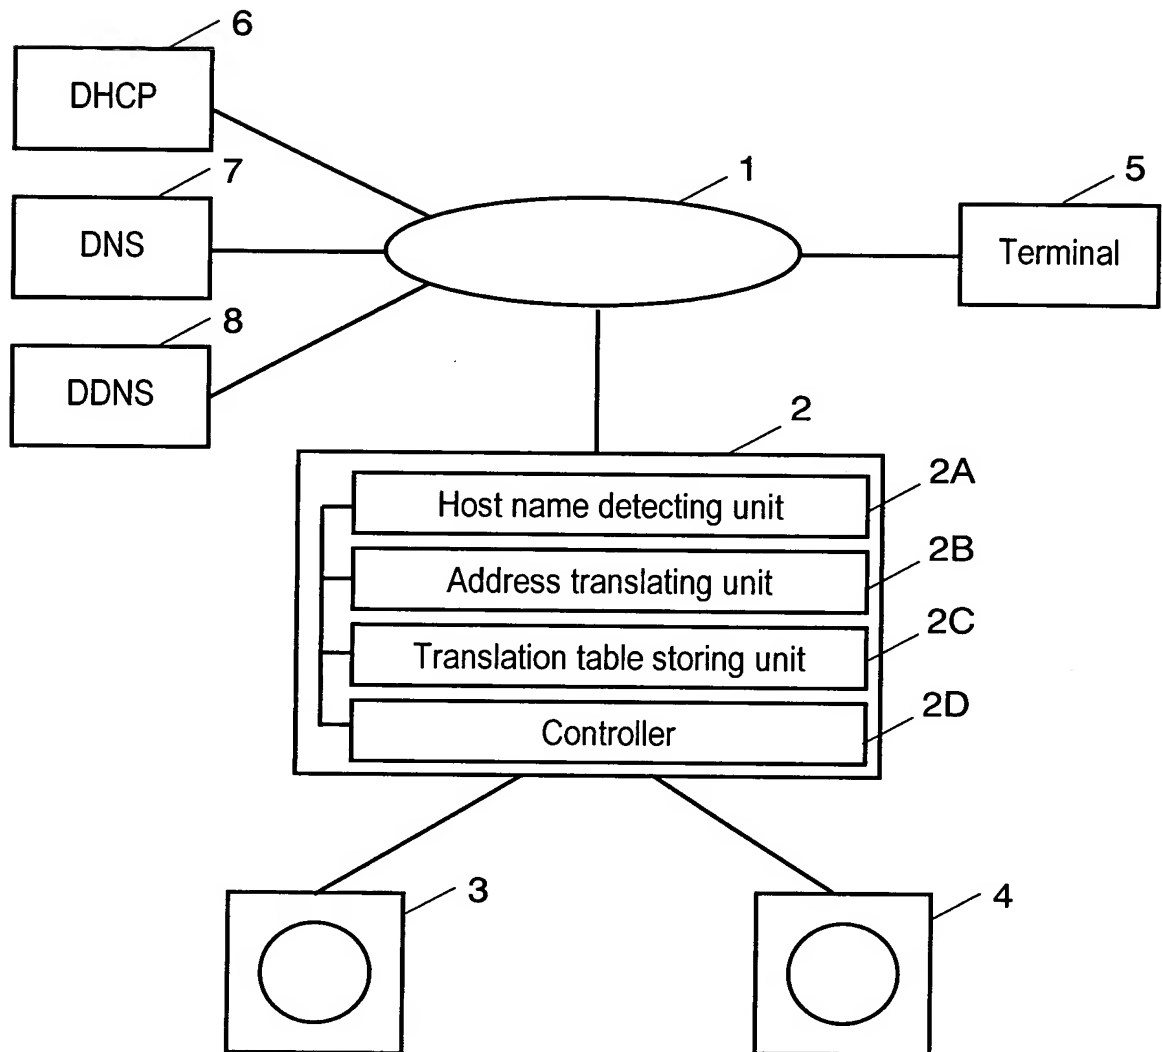 6
DHCP
7
DNS
8
DDNS
1
5
Terminal
2
2A
Host name detecting unit
2B
Address translating unit
2C
Translation table storing unit
2D
Controller
3
4